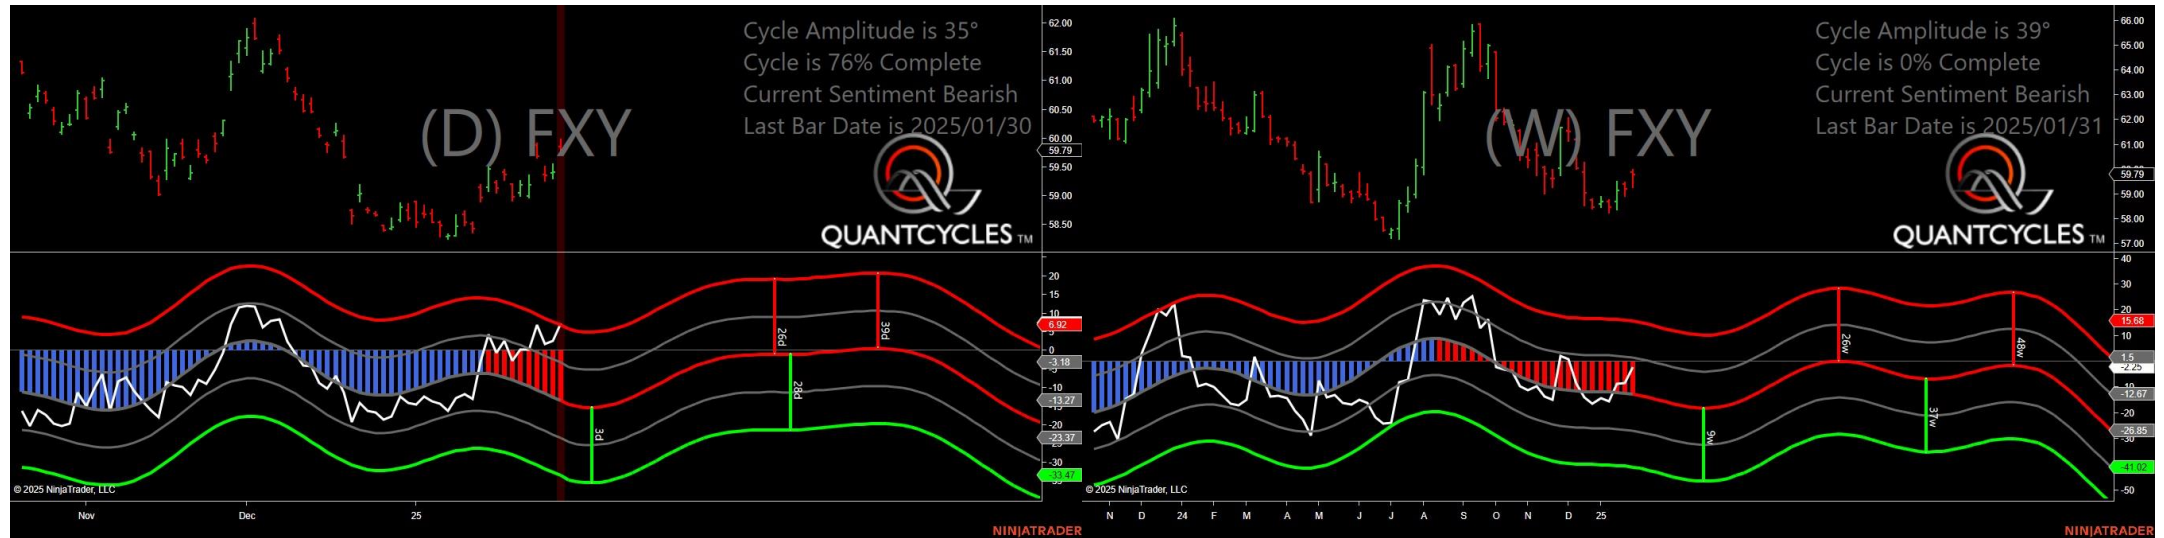 Cycle Amplitude is 35°
Cycle is 76% Complete
Current Sentiment Bearish
Last Bar Date is 2025/01/30
(D) FXY
QUANTCYCLES TM
62.00
61.50
61.00
60.50
60.00
59.79
59.50
59.00
58.50
20
15
10
6.92
0
-3.18
-10
-13.27
-20
-23.37
-30
-33.47
26d
39d
28d
3d
© 2025 NinjaTrader, LLC
Nov
Dec
25
NINJATRADER
Cycle Amplitude is 39°
Cycle is 0% Complete
Current Sentiment Bearish
Last Bar Date is 2025/01/31
(W) FXY
QUANTCYCLES TM
66.00
65.00
64.00
63.00
62.00
61.00
59.79
59.00
58.00
57.00
40
30
20
15.68
1.5
-2.25
-12.67
-20
-26.85
-30
-41.02
-50
26w
48w
37w
9w
© 2025 NinjaTrader, LLC
N
D
24
F
M
A
M
J
J
A
S
O
N
D
25
NINJATRADER